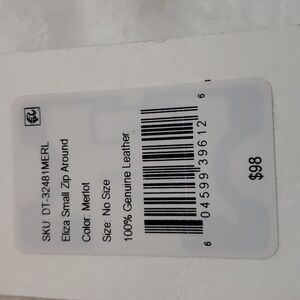 SKU: DT-32481MERL
Eliza Small Zip Around
Color: Merlot
Size: No Size
100% Genuine Leather
6 04599 39612 6
$98